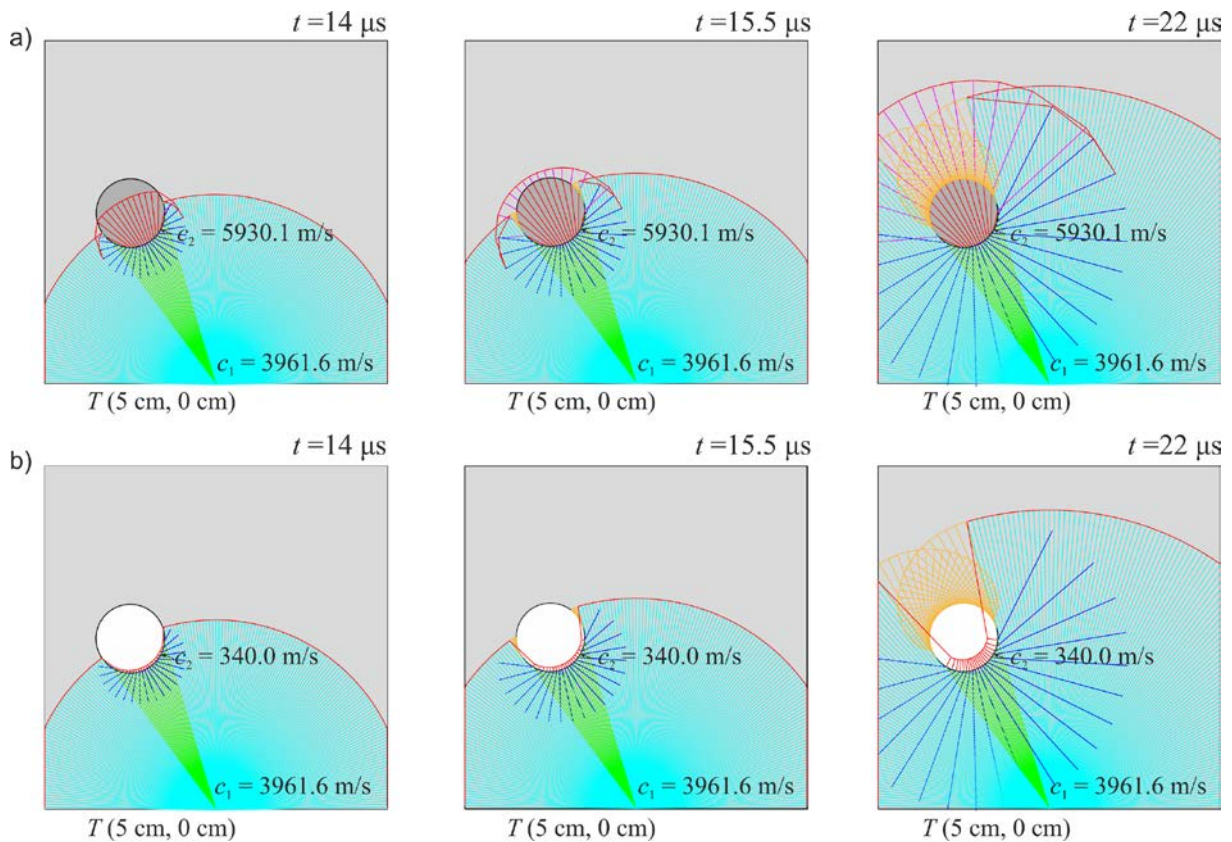 a)
t =14 μs
t =15.5 μs
t =22 μs
c₂ = 5930.1 m/s
c₂ = 5930.1 m/s
c₂ = 5930.1 m/s
c₁ = 3961.6 m/s
c₁ = 3961.6 m/s
c₁ = 3961.6 m/s
T (5 cm, 0 cm)
T (5 cm, 0 cm)
T (5 cm, 0 cm)
b)
t =14 μs
t =15.5 μs
t =22 μs
c₂ = 340.0 m/s
c₂ = 340.0 m/s
c₂ = 340.0 m/s
c₁ = 3961.6 m/s
c₁ = 3961.6 m/s
c₁ = 3961.6 m/s
T (5 cm, 0 cm)
T (5 cm, 0 cm)
T (5 cm, 0 cm)